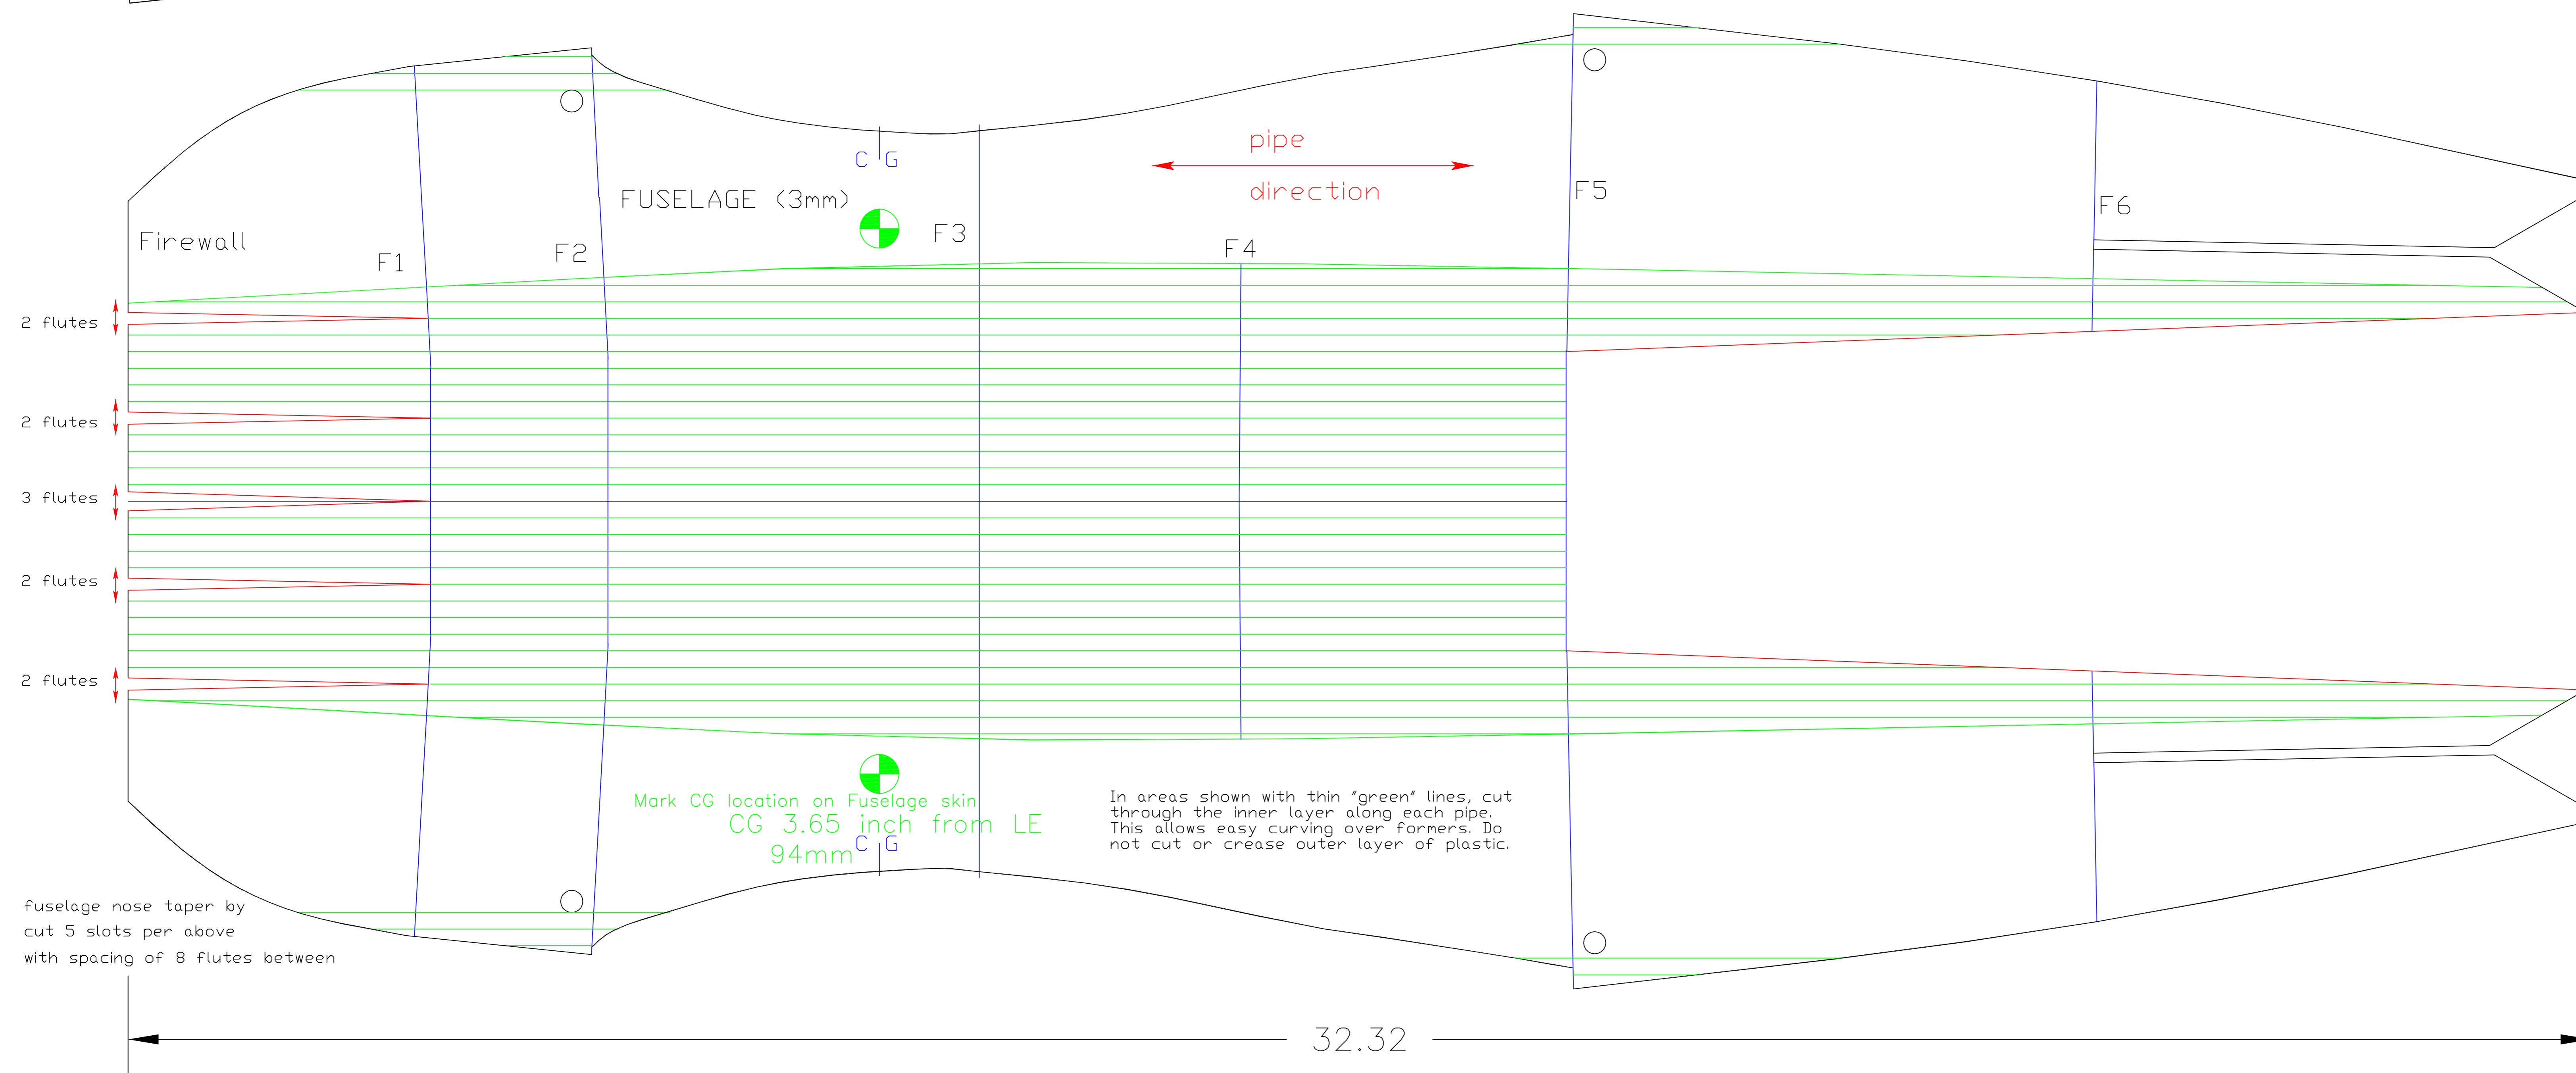 pipe
direction
C G
FUSELAGE (3mm)
Firewall
F1
F2
F3
F4
F5
F6
2 flutes
2 flutes
3 flutes
2 flutes
2 flutes
Mark CG location on Fuselage skin
CG 3.65 inch from LE
94mm
C G
In areas shown with thin "green" lines, cut
through the inner layer along each pipe.
This allows easy curving over formers. Do
not cut or crease outer layer of plastic.
fuselage nose taper by
cut 5 slots per above
with spacing of 8 flutes between
32.32